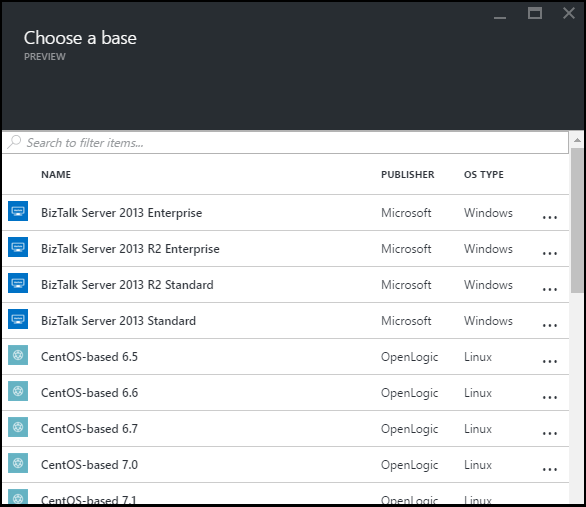 Choose a base
PREVIEW
Search to filter items...
NAME PUBLISHER OS TYPE
BizTalk Server 2013 Enterprise Microsoft Windows ...
BizTalk Server 2013 R2 Enterprise Microsoft Windows ...
BizTalk Server 2013 R2 Standard Microsoft Windows ...
BizTalk Server 2013 Standard Microsoft Windows ...
CentOS-based 6.5 OpenLogic Linux ...
CentOS-based 6.6 OpenLogic Linux ...
CentOS-based 6.7 OpenLogic Linux ...
CentOS-based 7.0 OpenLogic Linux ...
CentOS-based 7.1 OpenLogic Linux ...